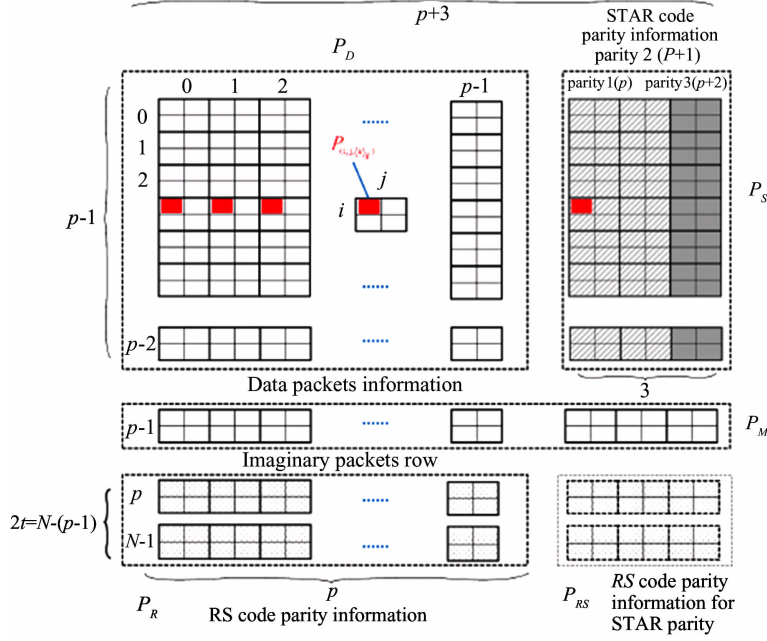 p+3
STAR code
parity information
parity 2 (P+1)
P_D
0 1 2 p-1
parity 1(p) parity 3(p+2)
0
1
2
j
i
p-1
P_S
p-2
Data packets information
3
p-1
P_M
Imaginary packets row
p
2t=N-(p-1)
N-1
p
P_R
RS code parity information
P_RS
RS code parity
information for
STAR parity